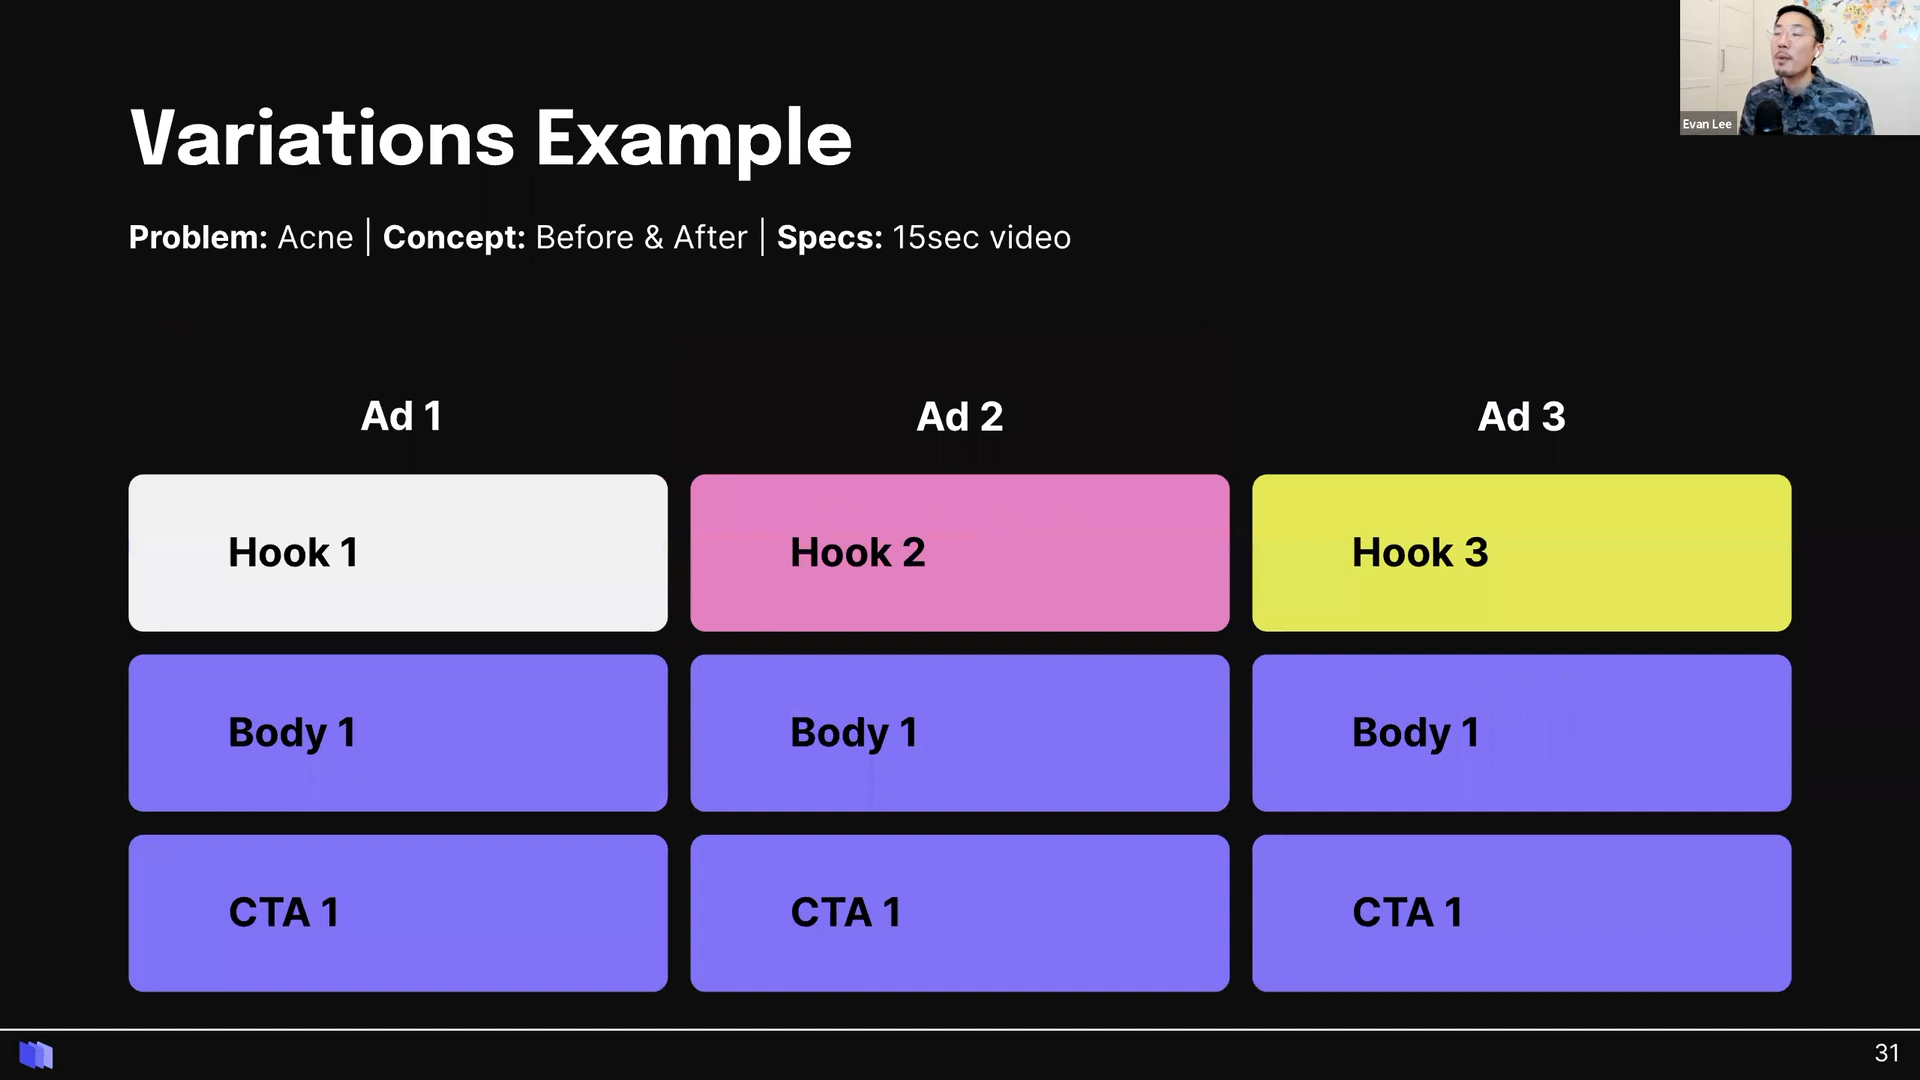 Evan Lee
Variations Example
Problem: Acne | Concept: Before & After | Specs: 15sec video
Ad 1
Ad 2
Ad 3
Hook 1
Hook 2
Hook 3
Body 1
Body 1
Body 1
CTA 1
CTA 1
CTA 1
31